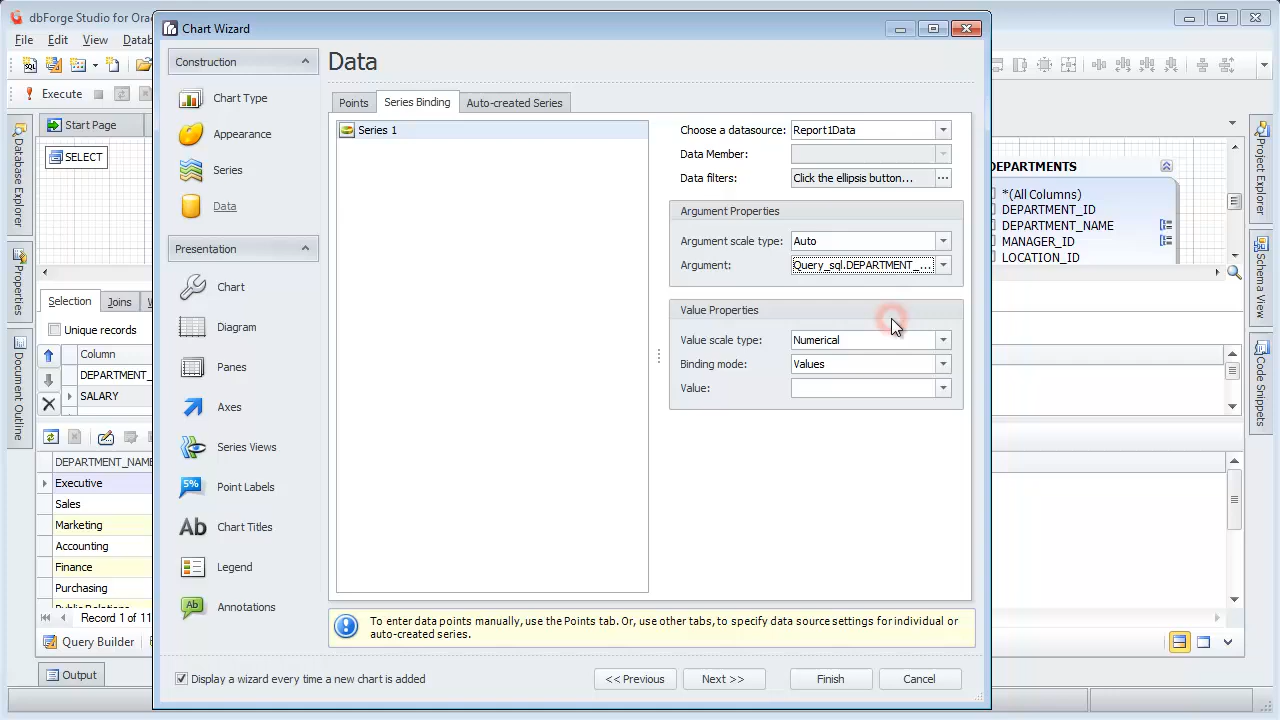 dbForge Studio for Ora
File Edit View Datab
Execute
Start Page
SELECT
Database Explorer
Properties
Document Outline
Selection Joins
Unique records
Column
DEPARTMENT_
SALARY
DEPARTMENT_NAME
Executive
Sales
Marketing
Accounting
Finance
Purchasing
Public Relations
Record 1 of 11
Query Builder
Output
Chart Wizard
Construction
Chart Type
Appearance
Series
Data
Presentation
Chart
Diagram
Panes
Axes
Series Views
5%
Point Labels
Ab
Chart Titles
Legend
Ab
Annotations
Data
Points Series Binding Auto-created Series
Series 1
Choose a datasource: Report1Data
Data Member:
Data filters: Click the ellipsis button... ...
Argument Properties
Argument scale type: Auto
Argument: Query_sql.DEPARTMENT_...
Value Properties
Value scale type: Numerical
Binding mode: Values
Value:
To enter data points manually, use the Points tab. Or, use other tabs, to specify data source settings for individual or
auto-created series.
Display a wizard every time a new chart is added
<< Previous Next >> Finish Cancel
DEPARTMENTS
*(All Columns)
DEPARTMENT_ID
DEPARTMENT_NAME
MANAGER_ID
LOCATION_ID
Project Explorer
Schema View
Code Snippets